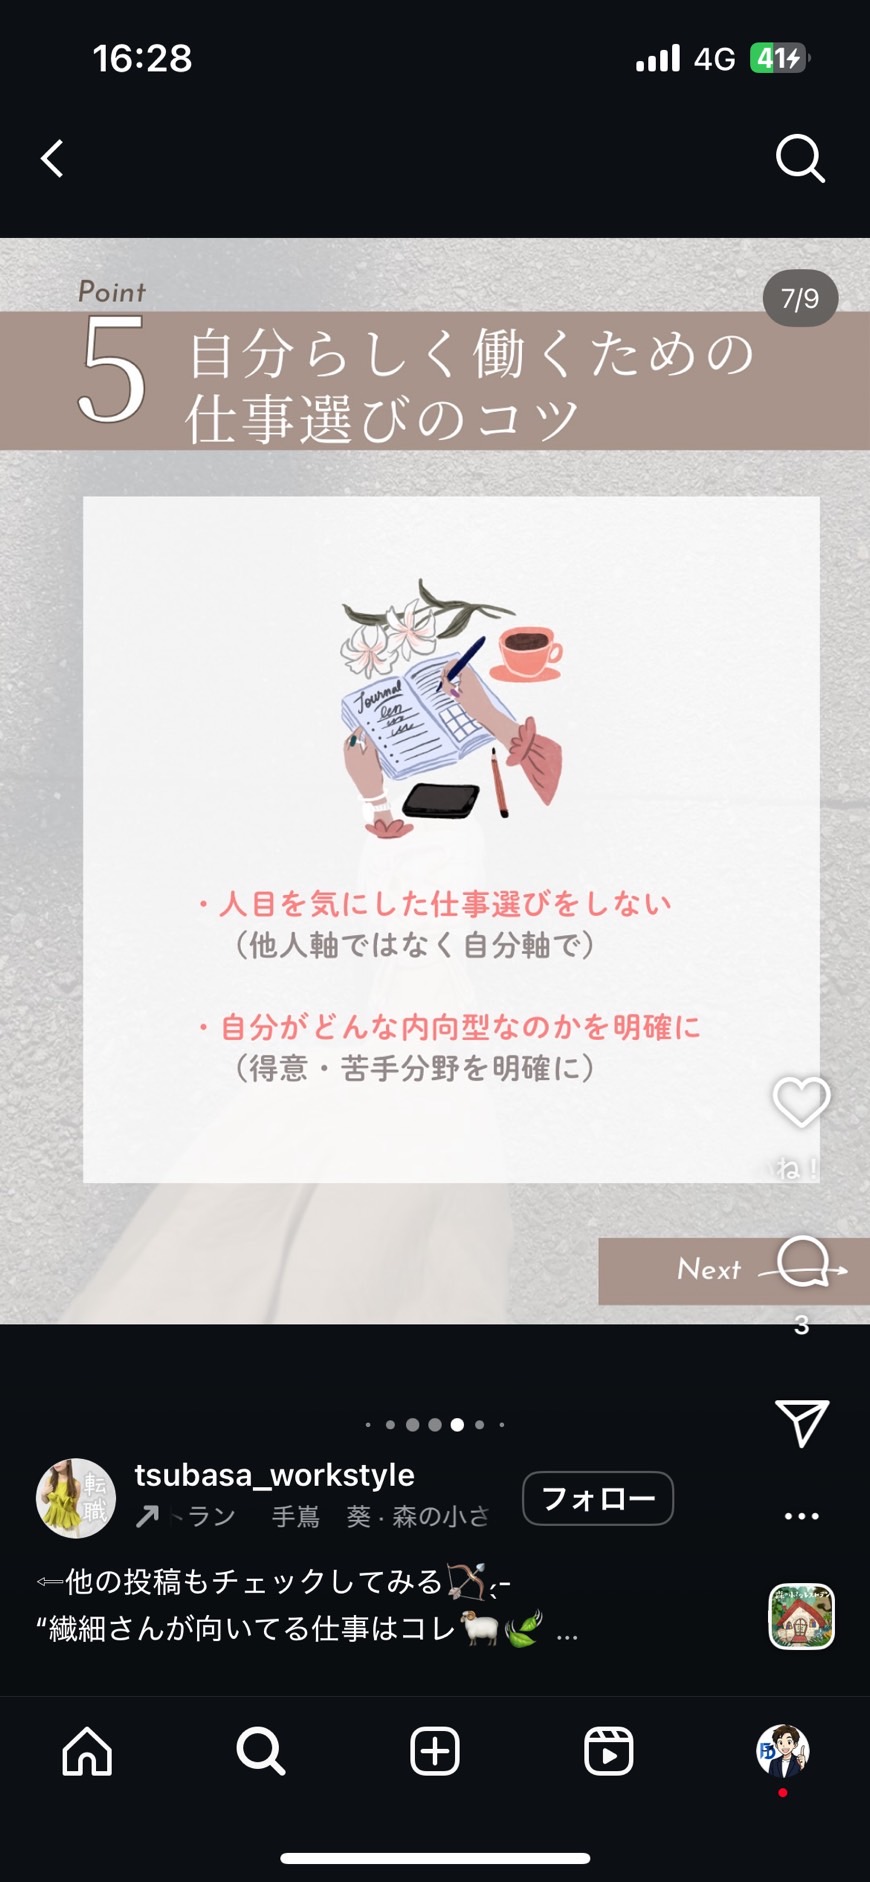 16:28
4G
41
Point
7/9
5
自分らしく働くための
仕事選びのコツ
Journal
・人目を気にした仕事選びをしない
（他人軸ではなく自分軸で）
・自分がどんな内向型なのかを明確に
（得意・苦手分野を明確に）
ね！
Next
3
転職
tsubasa_workstyle
トラン 手嶌 葵・森の小さ
フォロー
⇦他の投稿もチェックしてみる🏹 ˎˊ-
“繊細さんが向いてる仕事はコレ🐏🍃 ...